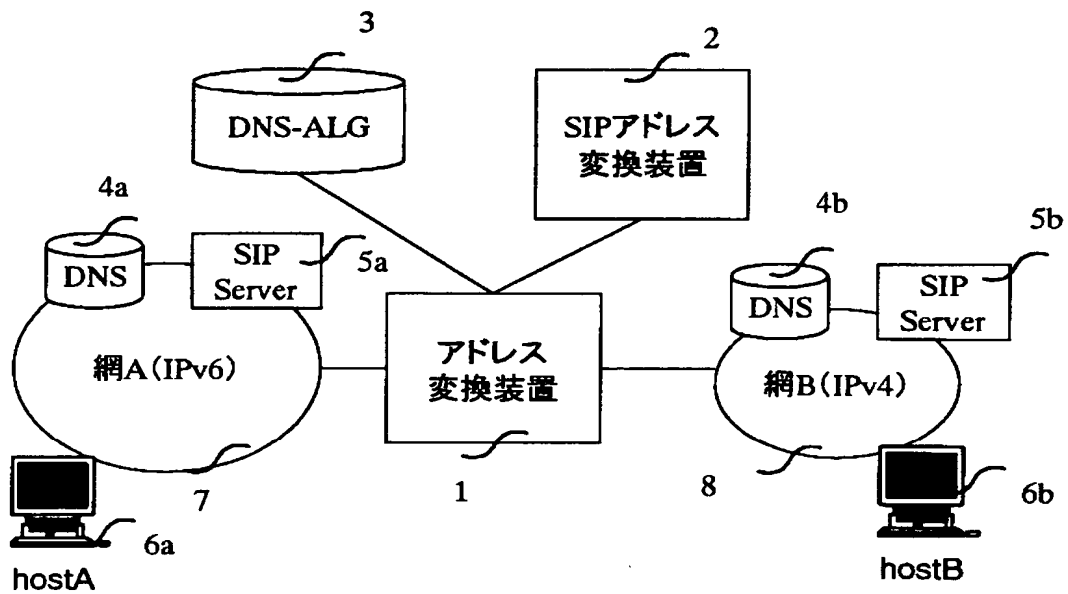 3
2
DNS-ALG
SIPアドレス
変換装置
4a
4b
5b
DNS
SIP
Server
5a
DNS
SIP
Server
アドレス
変換装置
網A(IPv6)
網B(IPv4)
7
1
8
6b
6a
hostA
hostB